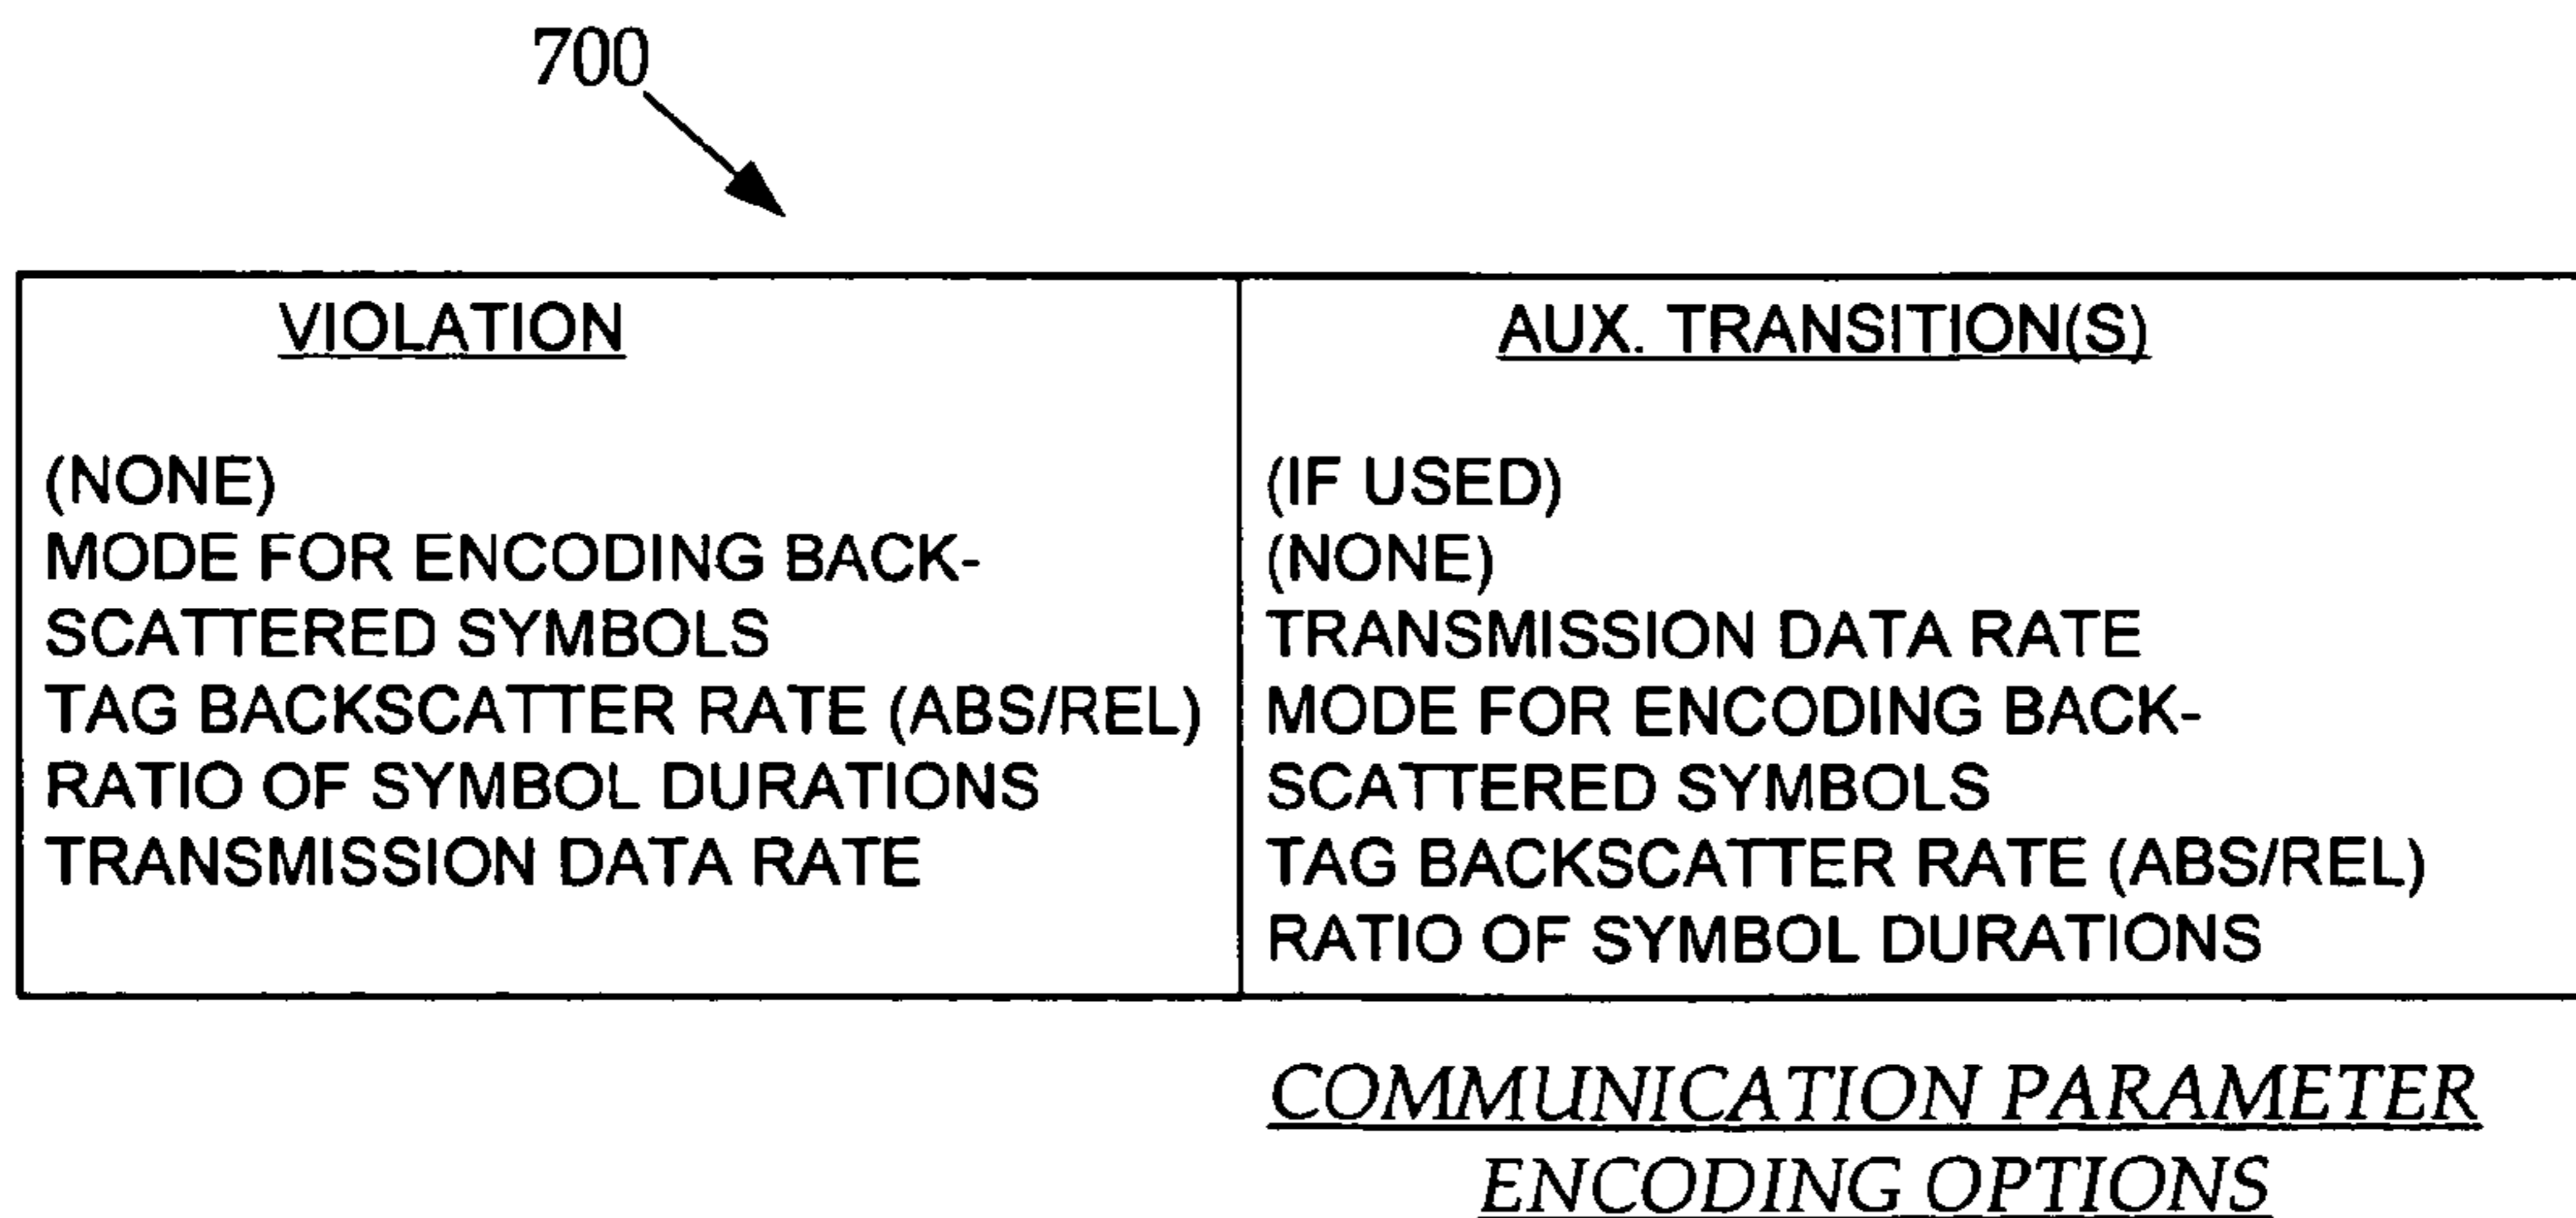 700
VIOLATION
(NONE)
MODE FOR ENCODING BACK-
SCATTERED SYMBOLS
TAG BACKSCATTER RATE (ABS/REL)
RATIO OF SYMBOL DURATIONS
TRANSMISSION DATA RATE
AUX. TRANSITION(S)
(IF USED)
(NONE)
TRANSMISSION DATA RATE
MODE FOR ENCODING BACK-
SCATTERED SYMBOLS
TAG BACKSCATTER RATE (ABS/REL)
RATIO OF SYMBOL DURATIONS
COMMUNICATION PARAMETER
ENCODING OPTIONS